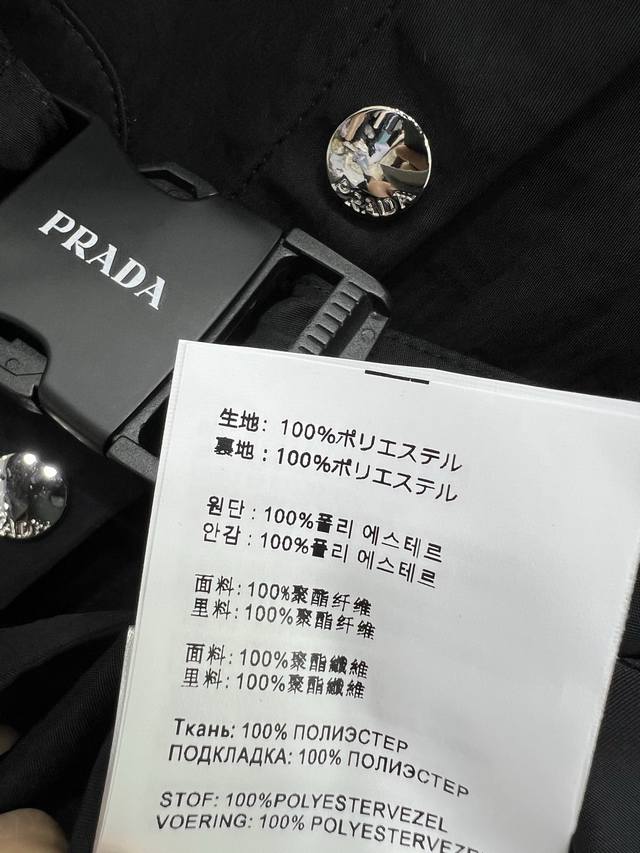 PRADA
PRADA
生地: 100%ポリエステル
裏地 : 100%ポリエステル
원단 : 100%폴리 에스테르
안감 : 100%폴리 에스테르
面料: 100%聚酯纤维
里料: 100%聚酯纤维
面料: 100%聚酯纖維
里料: 100%聚酯纖維
Ткань: 100% ПОЛИЭСТЕР
ПОДКЛАДКА: 100% ПОЛИЭСТЕР
STOF: 100%POLYESTERVEZEL
VOERING: 100% POLYESTERVEZE